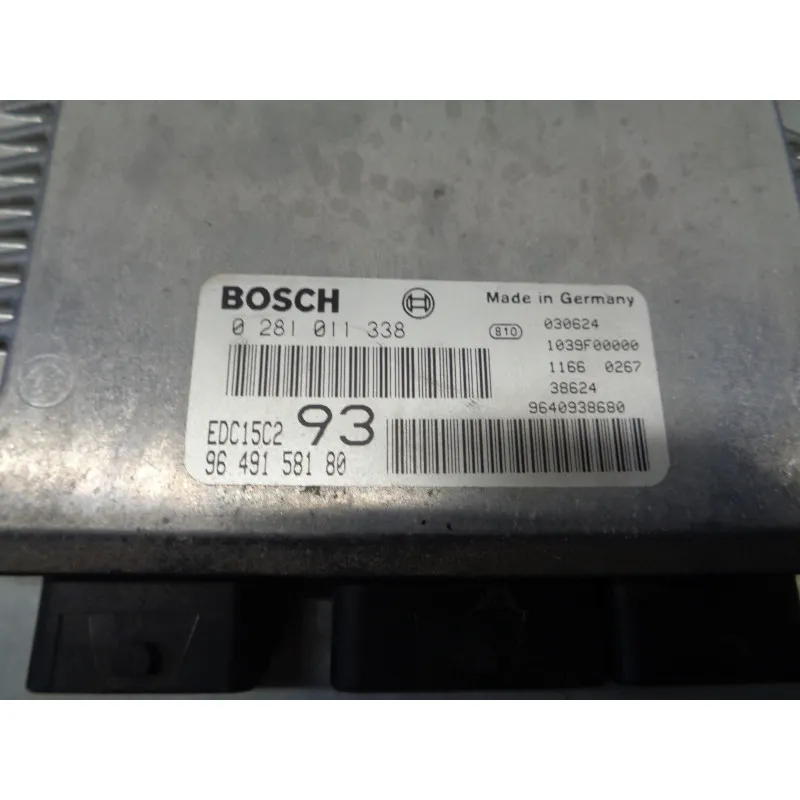 BOSCH
Made in Germany
0 281 011 338
810
030624
1039F00000
1166 0267
38624
9640938680
EDC15C2 93
96 491 581 80